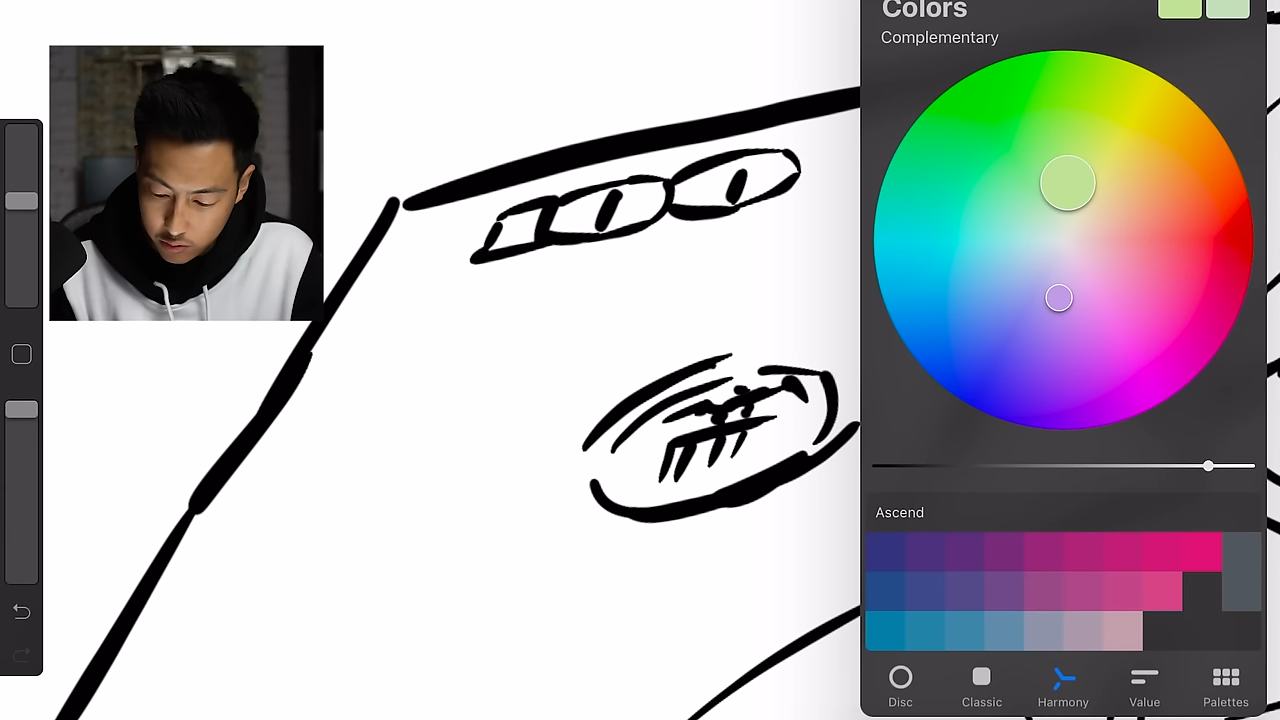 Colors
Complementary
Ascend
Disc
Classic
Harmony
Value
Palettes